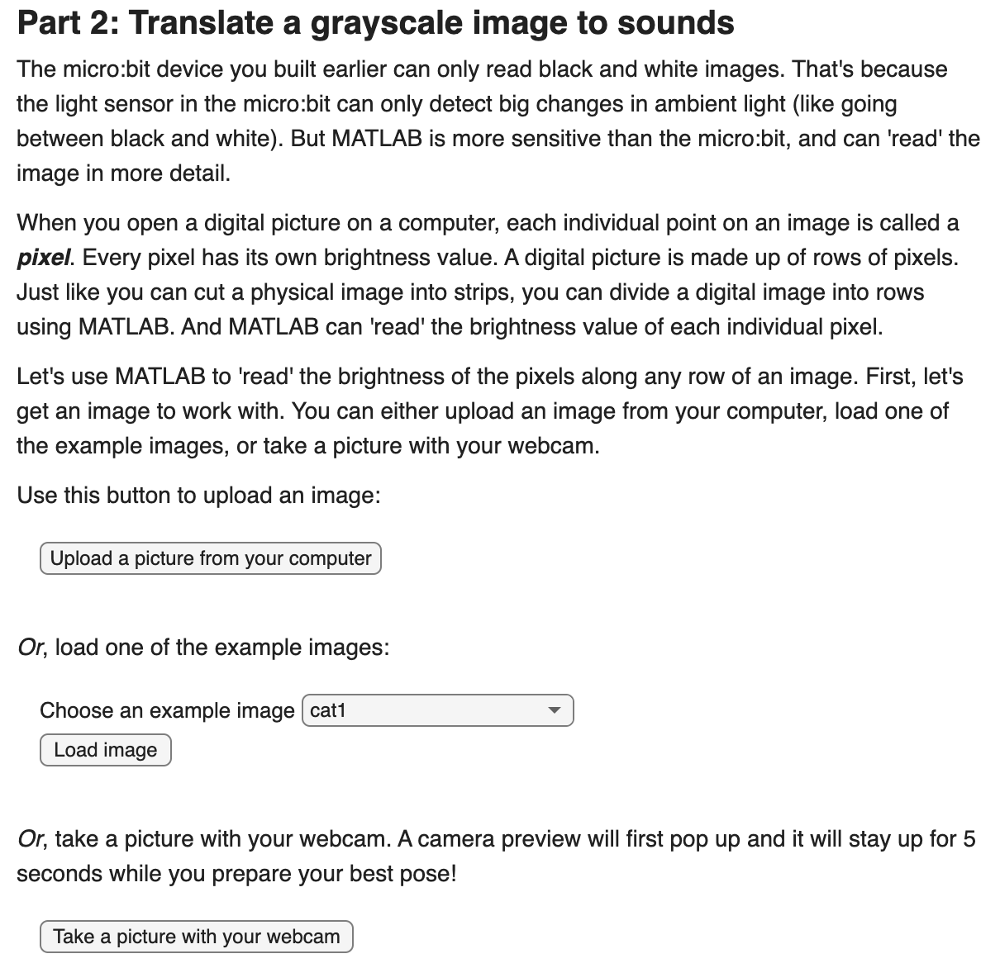 Part 2: Translate a grayscale image to sounds
The micro:bit device you built earlier can only read black and white images. That's because
the light sensor in the micro:bit can only detect big changes in ambient light (like going
between black and white). But MATLAB is more sensitive than the micro:bit, and can 'read' the
image in more detail.
When you open a digital picture on a computer, each individual point on an image is called a
pixel. Every pixel has its own brightness value. A digital picture is made up of rows of pixels.
Just like you can cut a physical image into strips, you can divide a digital image into rows
using MATLAB. And MATLAB can 'read' the brightness value of each individual pixel.
Let's use MATLAB to 'read' the brightness of the pixels along any row of an image. First, let's
get an image to work with. You can either upload an image from your computer, load one of
the example images, or take a picture with your webcam.
Use this button to upload an image:
Upload a picture from your computer
Or, load one of the example images:
Choose an example image cat1
Load image
Or, take a picture with your webcam. A camera preview will first pop up and it will stay up for 5
seconds while you prepare your best pose!
Take a picture with your webcam